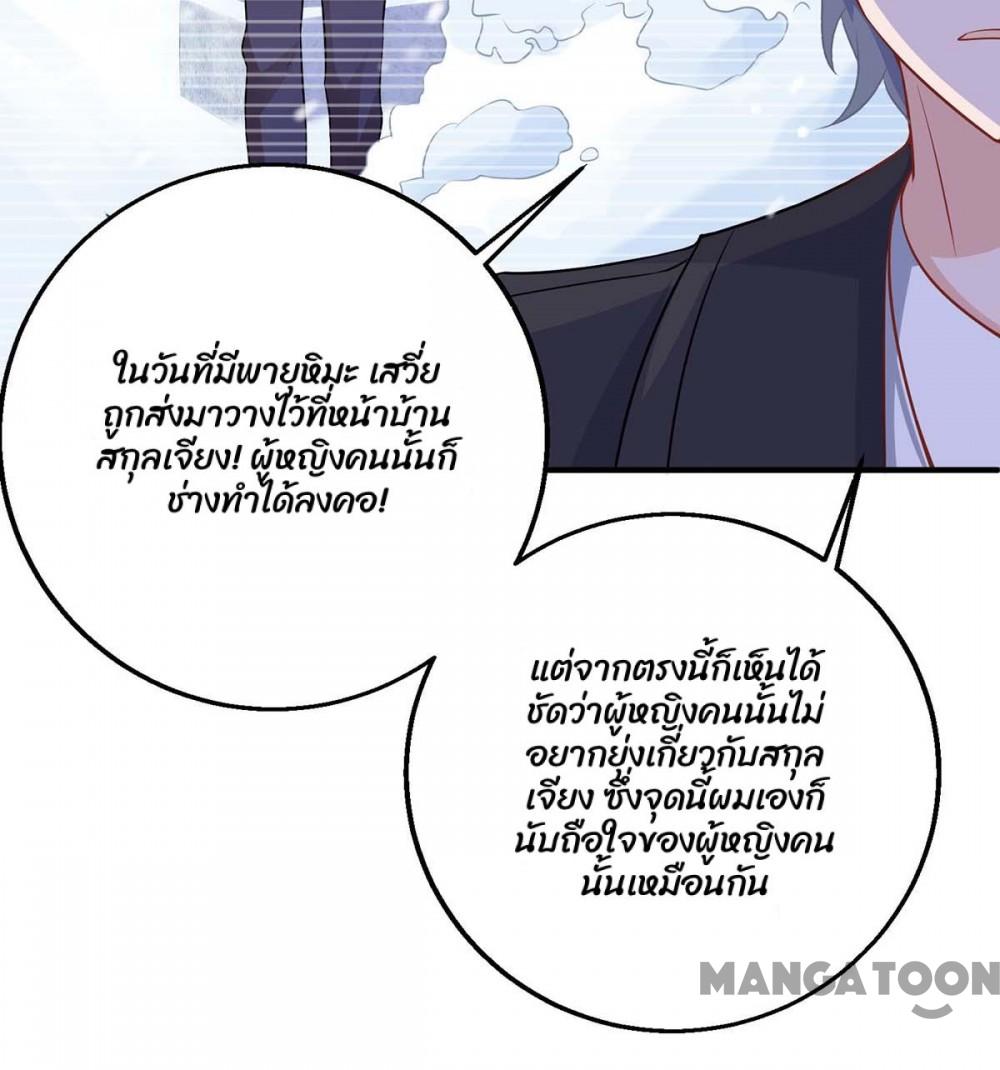 ในวันที่มีพายุหิมะ เสวี่ย
ถูกส่งมาวางไว้ที่หน้าบ้าน
สกุลเจียง! ผู้หญิงคนนั้นก็
ช่างทำได้ลงคอ!
แต่จากตรงนี้ก็เห็นได้
ชัดว่าผู้หญิงคนนั้นไม่
อยากยุ่งเกี่ยวกับสกุล
เจียง ซึ่งจุดนี้ผมเองก็
นับถือใจของผู้หญิงคน
นั้นเหมือนกัน
MANGATOON